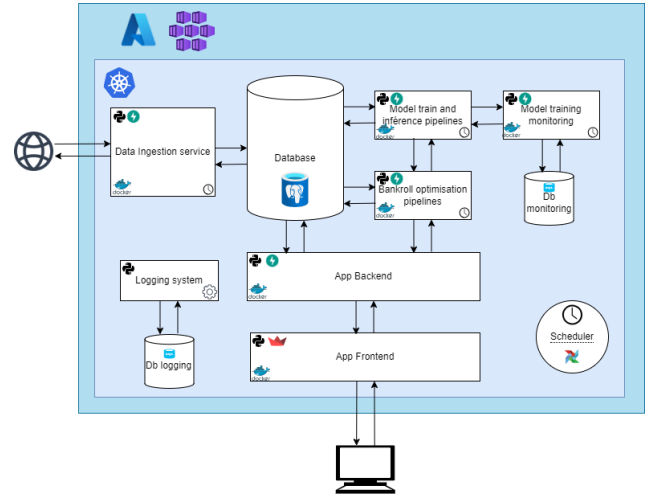 Data Ingestion service
docker
Database
Model train and
inférence pipelines
docker
Model training
monitoring
docker
Bankroll optimisation
pipelines
docker
Db
monitoring
App Backend
docker
Logging system
Db logging
App Frontend
docker
Scheduler